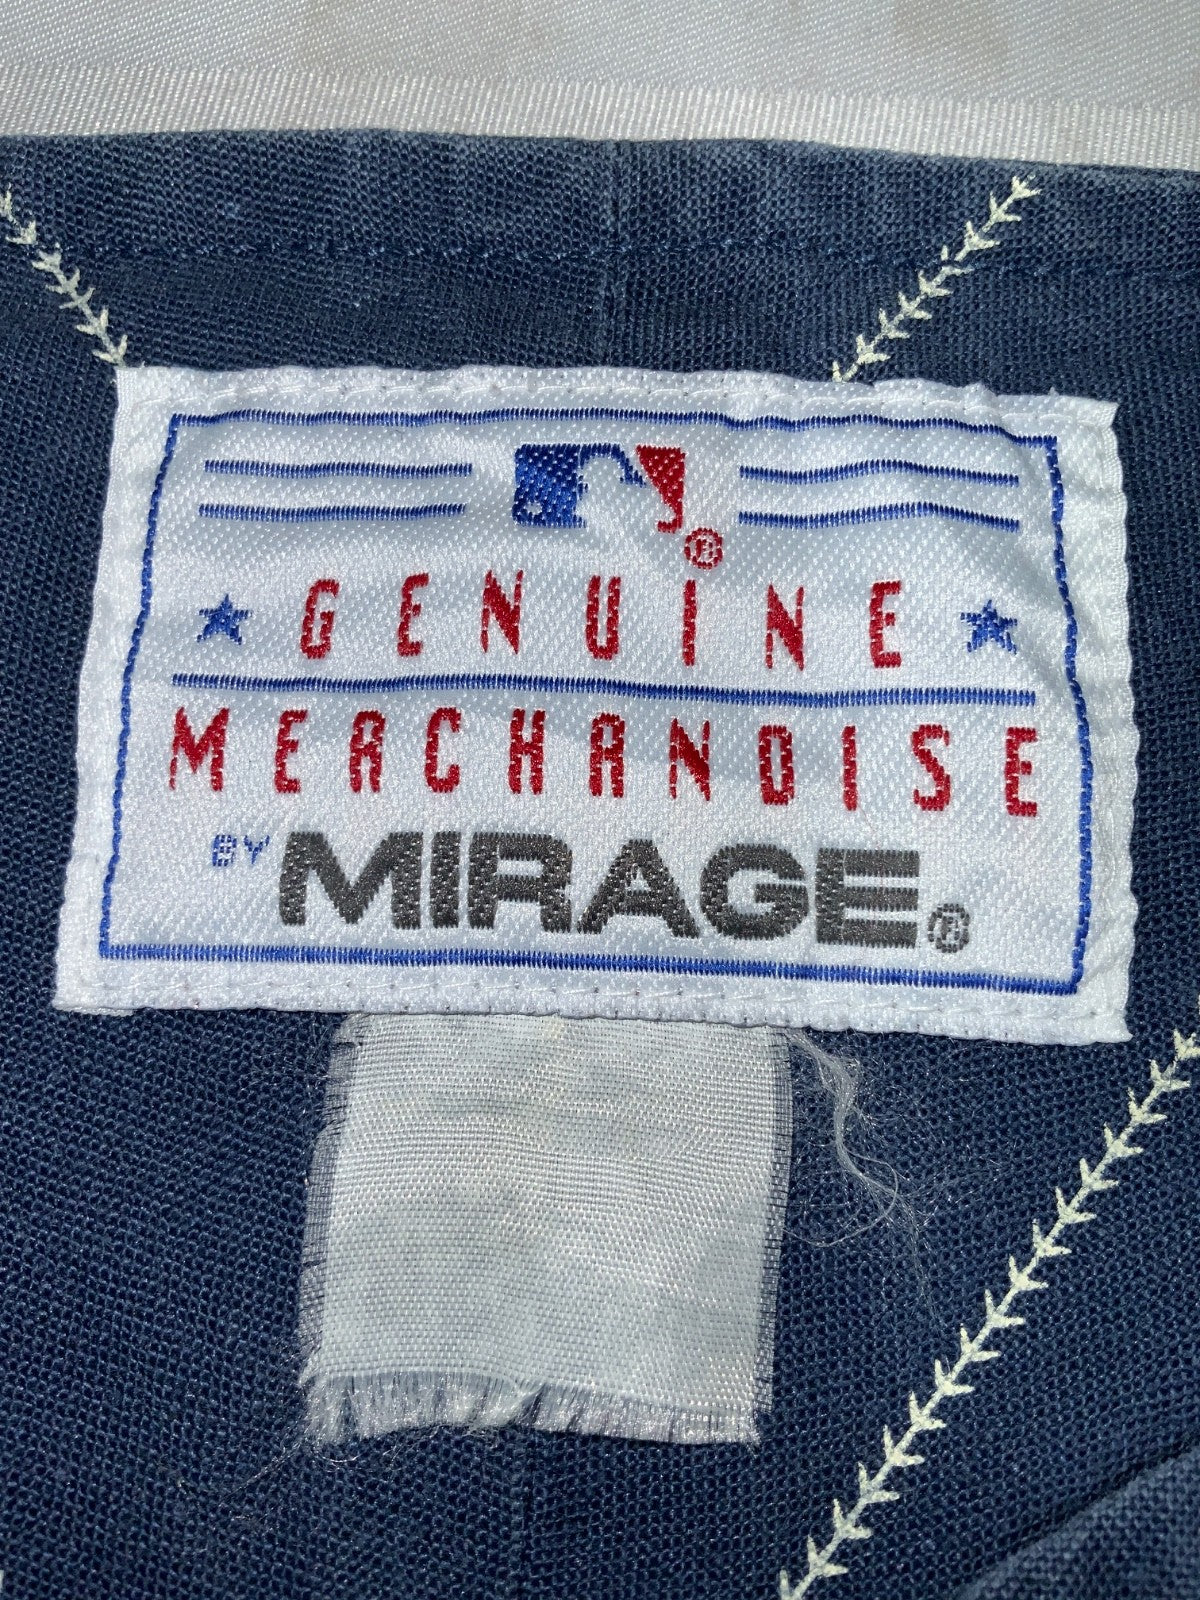 ®
GENUINE
MERCHANDISE
BY MIRAGE®